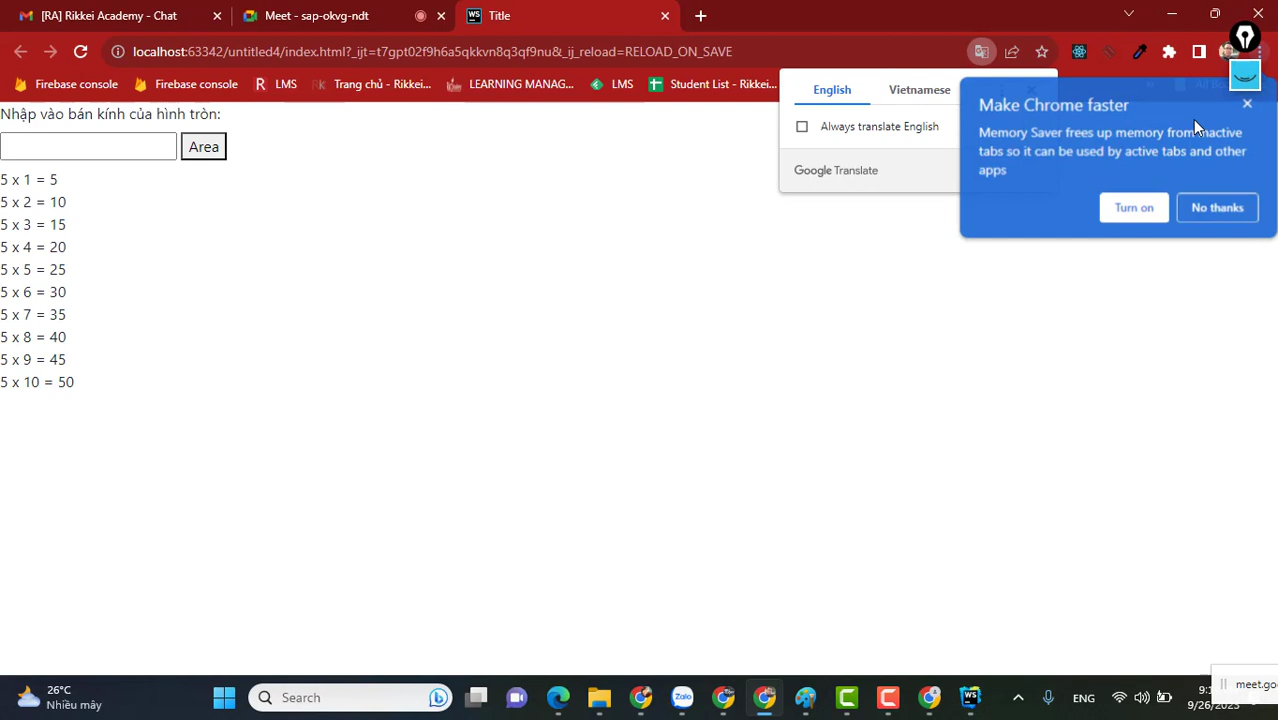 [RA] Rikkei Academy - Chat
Meet - sap-okvg-ndt
Title
localhost:63342/untitled4/index.html?_ijt=t7gpt02f9h6a5qkkvn8q3qf9nu&_ij_reload=RELOAD_ON_SAVE
Firebase console
Firebase console
LMS
Trang chủ - Rikkei...
LEARNING MANAG...
LMS
Student List - Rikkei...
English
Vietnamese
Always translate English
Google Translate
Make Chrome faster
Memory Saver frees up memory from inactive
tabs so it can be used by active tabs and other
apps
Turn on
No thanks
Nhập vào bán kính của hình tròn:
Area
5 x 1 = 5
5 x 2 = 10
5 x 3 = 15
5 x 4 = 20
5 x 5 = 25
5 x 6 = 30
5 x 7 = 35
5 x 8 = 40
5 x 9 = 45
5 x 10 = 50
26°C
Nhiều mây
Search
ENG
meet.go